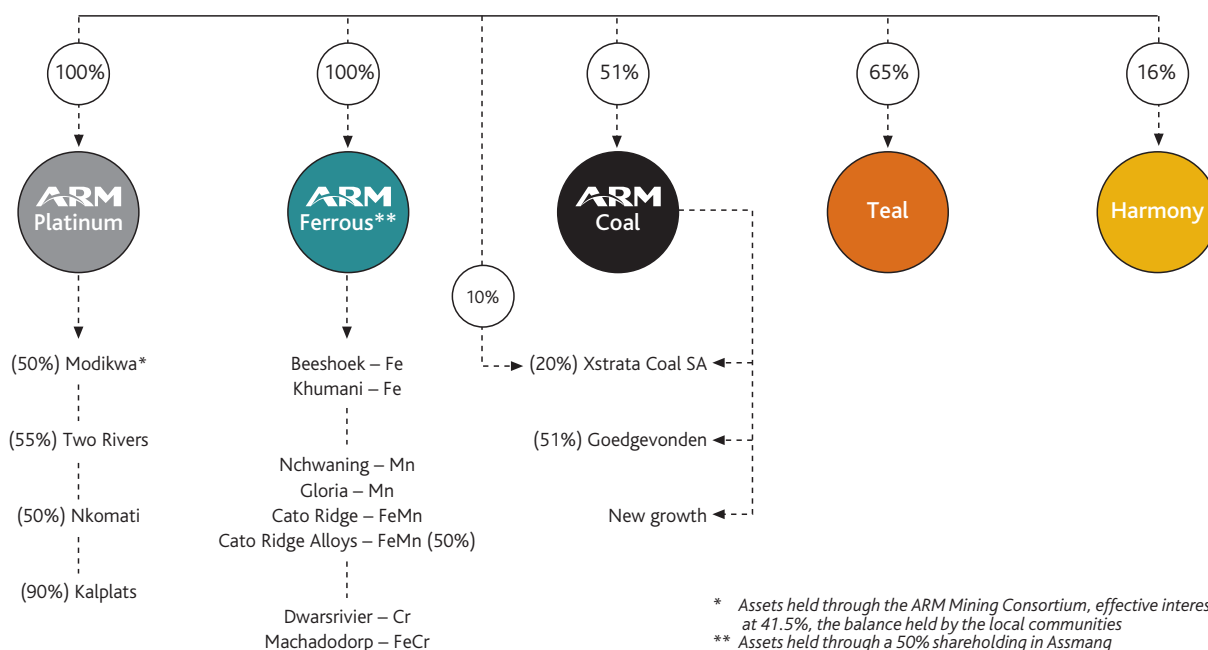 100%
100%
51%
65%
16%
ARM
Platinum
ARM
Ferrous**
ARM
Coal
Teal
Harmony
10%
(50%) Modikwa*
(55%) Two Rivers
(50%) Nkomati
(90%) Kalplats
Beeshoek – Fe
Khumani – Fe
Nchwaning – Mn
Gloria – Mn
Cato Ridge – FeMn
Cato Ridge Alloys – FeMn (50%)
Dwarsrivier – Cr
Machadodorp – FeCr
(20%) Xstrata Coal SA
(51%) Goedgevonden
New growth
* Assets held through the ARM Mining Consortium, effective interes
at 41.5%, the balance held by the local communities
** Assets held through a 50% shareholding in Assmang